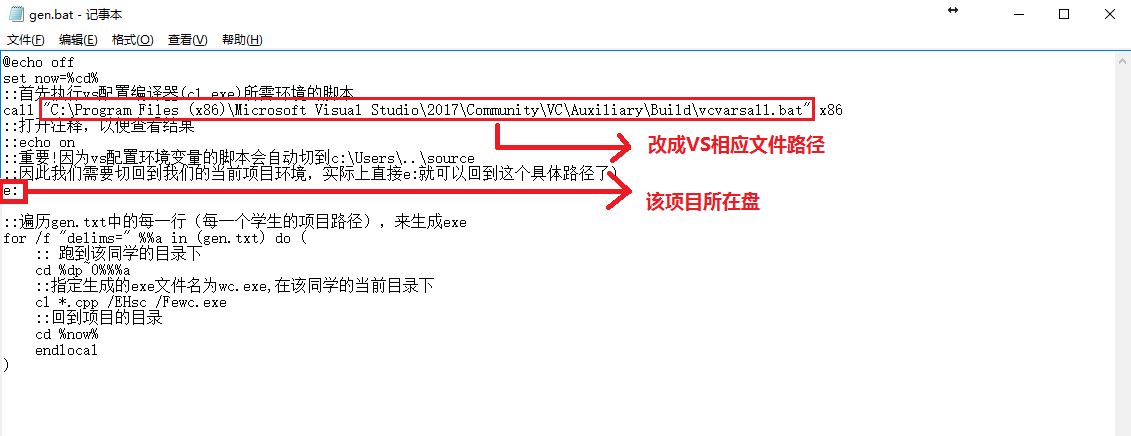 gen.bat - 记事本
文件(F) 编辑(E) 格式(O) 查看(V) 帮助(H)
@echo off
set now=%cd%
::首先执行vs配置编译器(cl.exe)所需环境的脚本
call "C:\Program Files (x86)\Microsoft Visual Studio\2017\Community\VC\Auxiliary\Build\vcvarsall.bat" x86
::打开注释，以便查看结果
::echo on
改成VS相应文件路径
::重要!因为vs配置环境变量的脚本会自动切到c:\Users\..\source
::因此我们需要切回到我们的当前项目环境，实际上直接e:就可以回到这个具体路径了）
e:
该项目所在盘
::遍历gen.txt中的每一行（每一个学生的项目路径），来生成exe
for /f "delims=" %%a in (gen.txt) do (
:: 跑到该同学的目录下
cd %dp~0%%%a
::指定生成的exe文件名为wc.exe,在该同学的当前目录下
cl *.cpp /EHsc /Fewc.exe
::回到项目的目录
cd %now%
endlocal
)